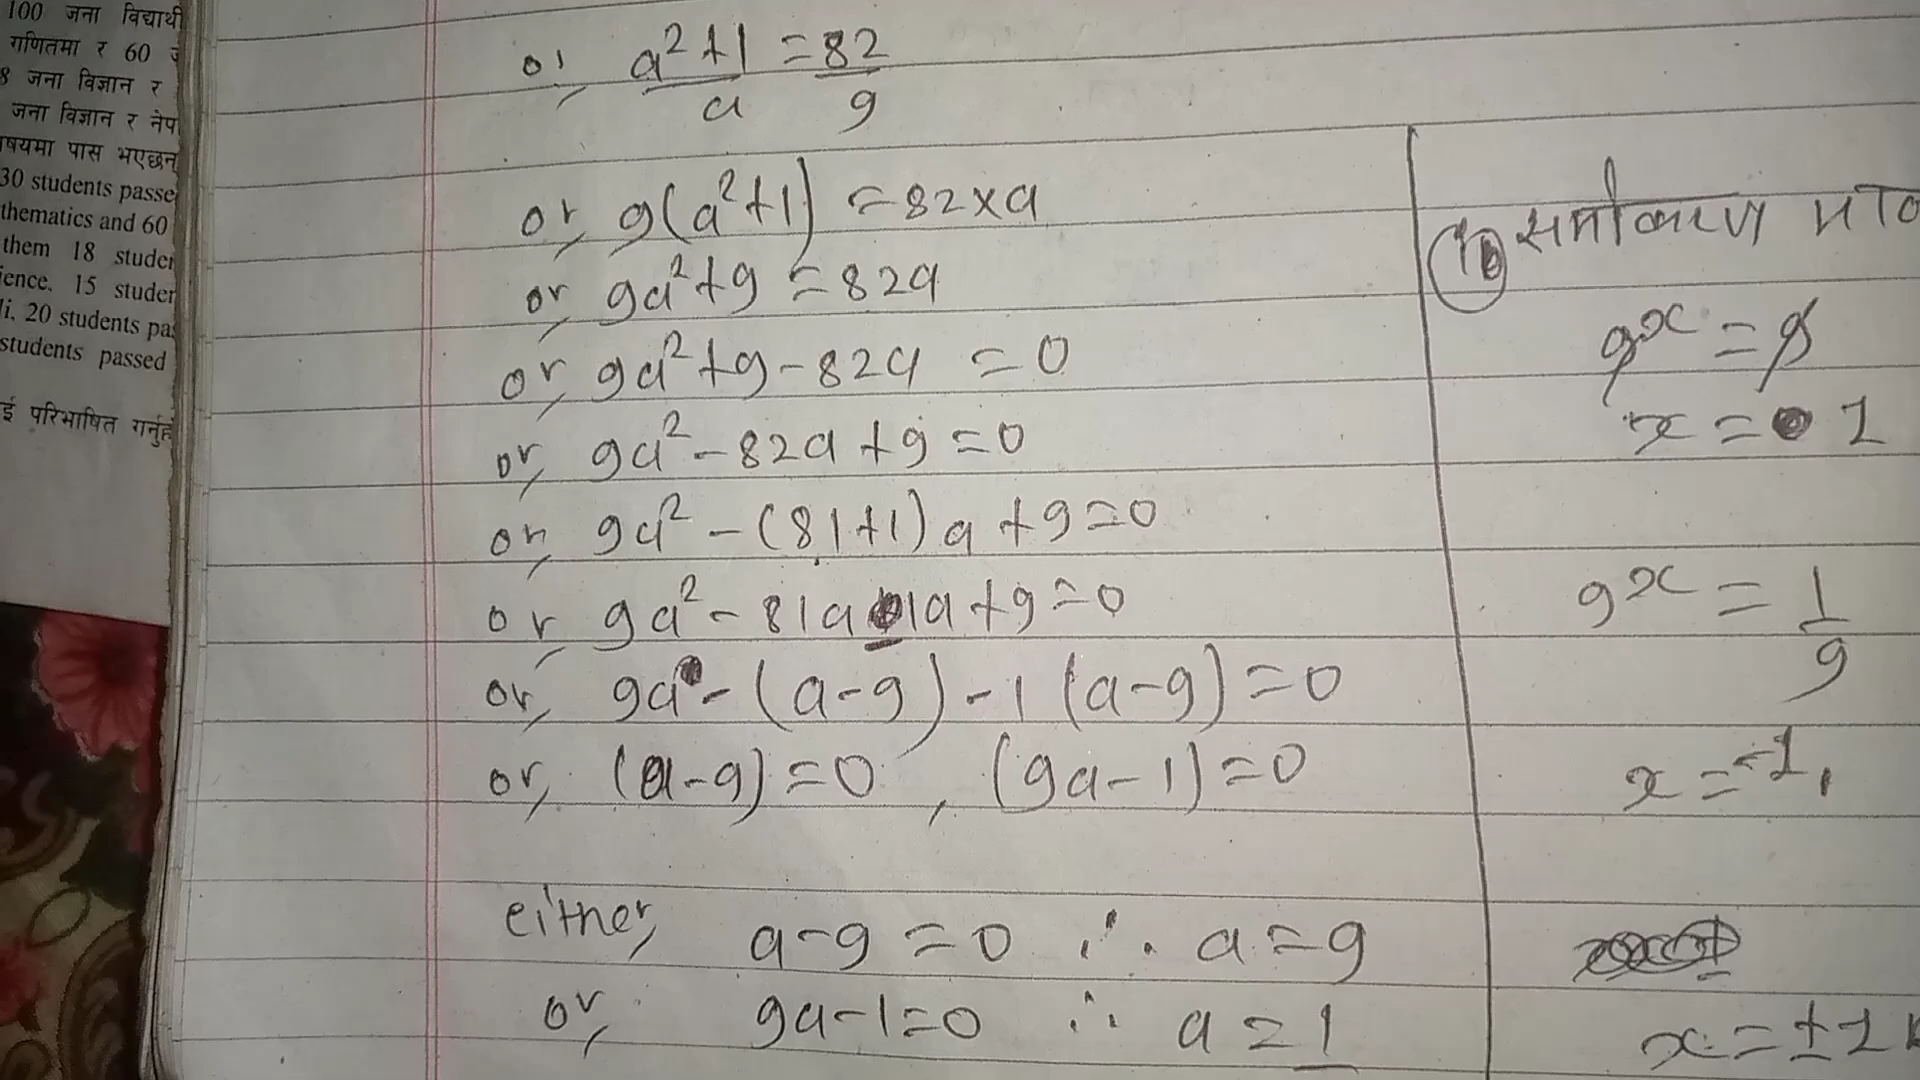 100 जना विद्यार्थी
गणितमा र 60
8 जना विज्ञान र
जना विज्ञान र नेप
षयमा पास भएछन्
30 students passe
thematics and 60
them 18 studen
ience, 15 studen
li, 20 students pas
students passed
ई परिभाषित गर्नुह
or, a²+1/a = 82/9
or, 9(a²+1) = 82×a
or, 9a²+9 = 82a
or, 9a²+9-82a = 0
or, 9a²-82a+9=0
or, 9a²-(81+1)a+9=0
or, 9a²-81a-1a+9=0
or, 9a-(a-9)-1(a-9)=0
or, (a-9)=0, (9a-1)=0
either, a-9=0 ∴ a=9
or, 9a-1=0 ∴ a=1
9ˣ = 9
x = 1
9ˣ = 1/9
x = -1,
x = ±1